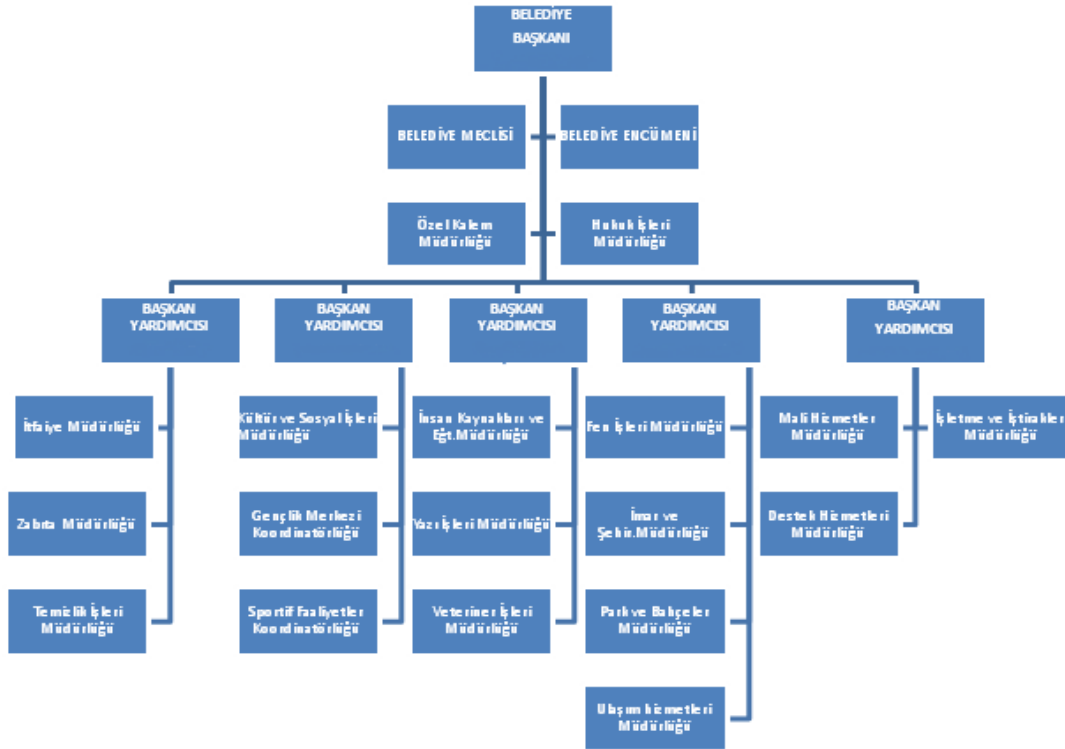 BELEDİYE
BAŞKANI
BELEDİYE MECLİSİ
BELEDİYE ENCÜMENİ
Özel Kalem
Müdürlüğü
Hukuk İşleri
Müdürlüğü
BAŞKAN
YARDIMCISI
BAŞKAN
YARDIMCISI
BAŞKAN
YARDIMCISI
BAŞKAN
YARDIMCISI
BAŞKAN
YARDIMCISI
İtfaiye Müdürlüğü
Kültür ve Sosyal İşleri
Müdürlüğü
İnsan Kaynakları ve
Eğt.Müdürlüğü
Fen İşleri Müdürlüğü
Mali Hizmetler
Müdürlüğü
İşletme ve İştirakler
Müdürlüğü
Zabıta Müdürlüğü
Gençlik Merkezi
Koordinatörlüğü
Yazı İşleri Müdürlüğü
İmar ve
Şehir.Müdürlüğü
Destek Hizmetleri
Müdürlüğü
Temizlik İşleri
Müdürlüğü
Sportif Faaliyetler
Koordinatörlüğü
Veteriner İşleri
Müdürlüğü
Park ve Bahçeler
Müdürlüğü
Ulaşım hizmetleri
Müdürlüğü